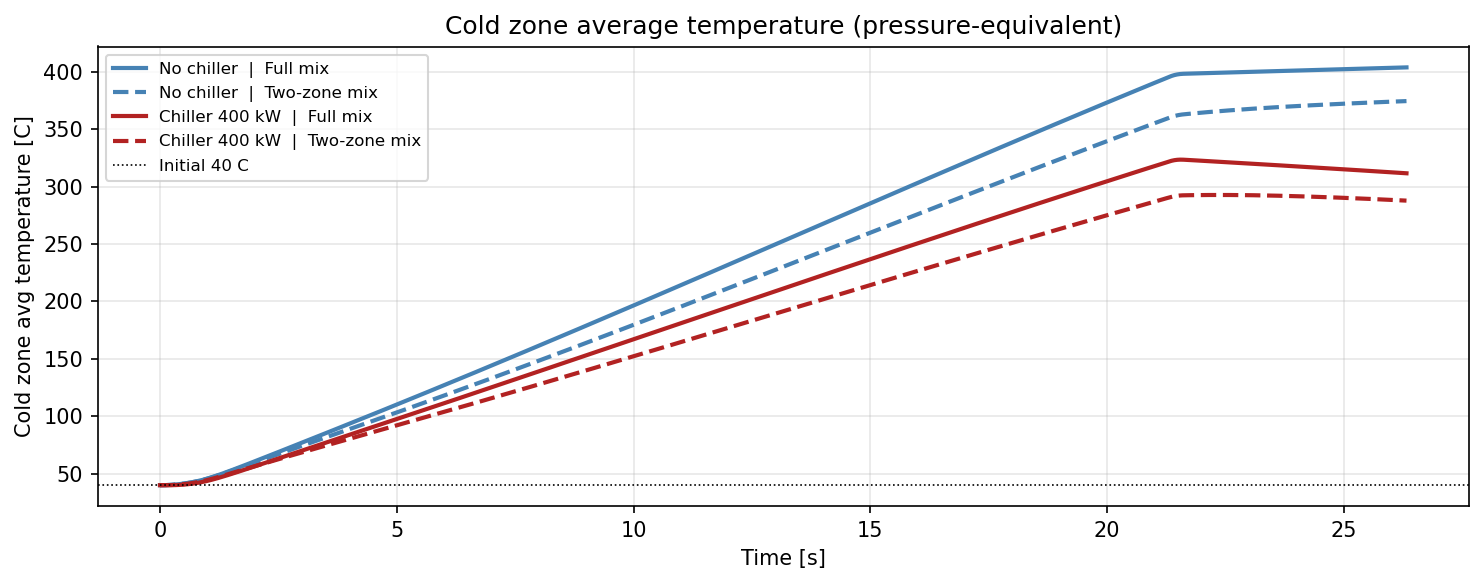 Cold zone average temperature (pressure-equivalent)
Cold zone avg temperature [C]
400
350
300
250
200
150
100
50
No chiller | Full mix
No chiller | Two-zone mix
Chiller 400 kW | Full mix
Chiller 400 kW | Two-zone mix
Initial 40 C
0 5 10 15 20 25
Time [s]